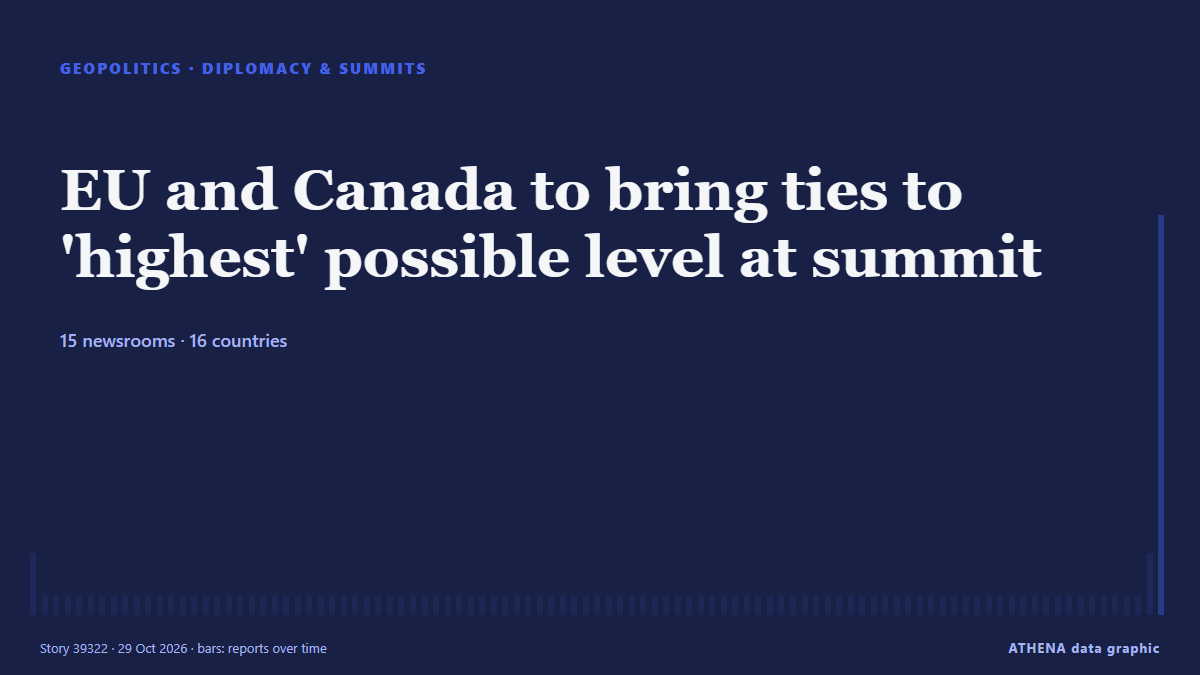 GEOPOLITICS · DIPLOMACY & SUMMITS
EU and Canada to bring ties to
'highest' possible level at summit
15 newsrooms · 16 countries
Story 39322 · 29 Oct 2026 · bars: reports over time
ATHENA data graphic